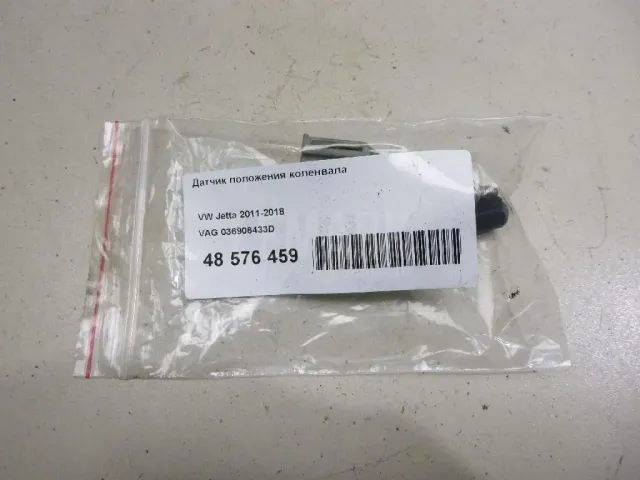 Датчик положения коленвала
VW Jetta 2011-2018
VAG 036906433D
48 576 459